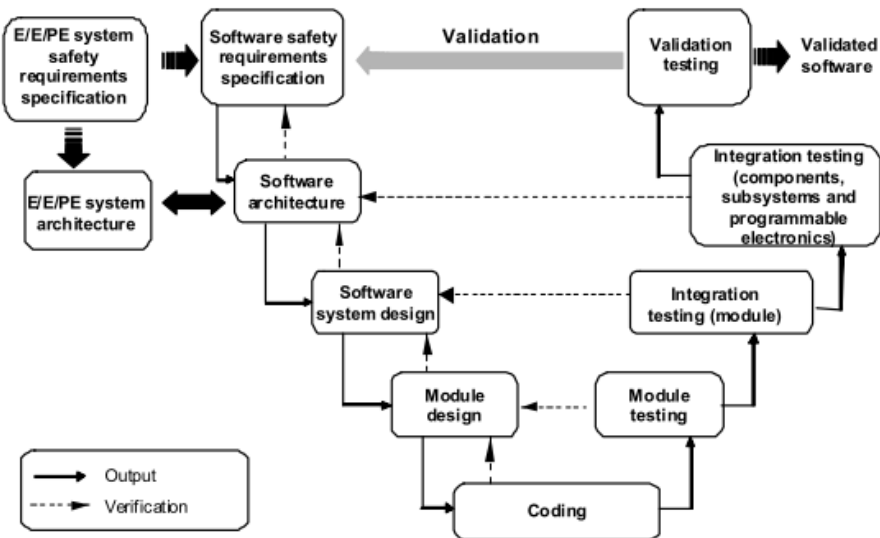 E/E/PE system
safety
requirements
specification
Software safety
requirements
specification
Validation
Validation
testing
Validated
software
E/E/PE system
architecture
Software
architecture
Integration testing
(components,
subsystems and
programmable
electronics)
Software
system design
Integration
testing (module)
Module
design
Module
testing
Coding
Output
Verification